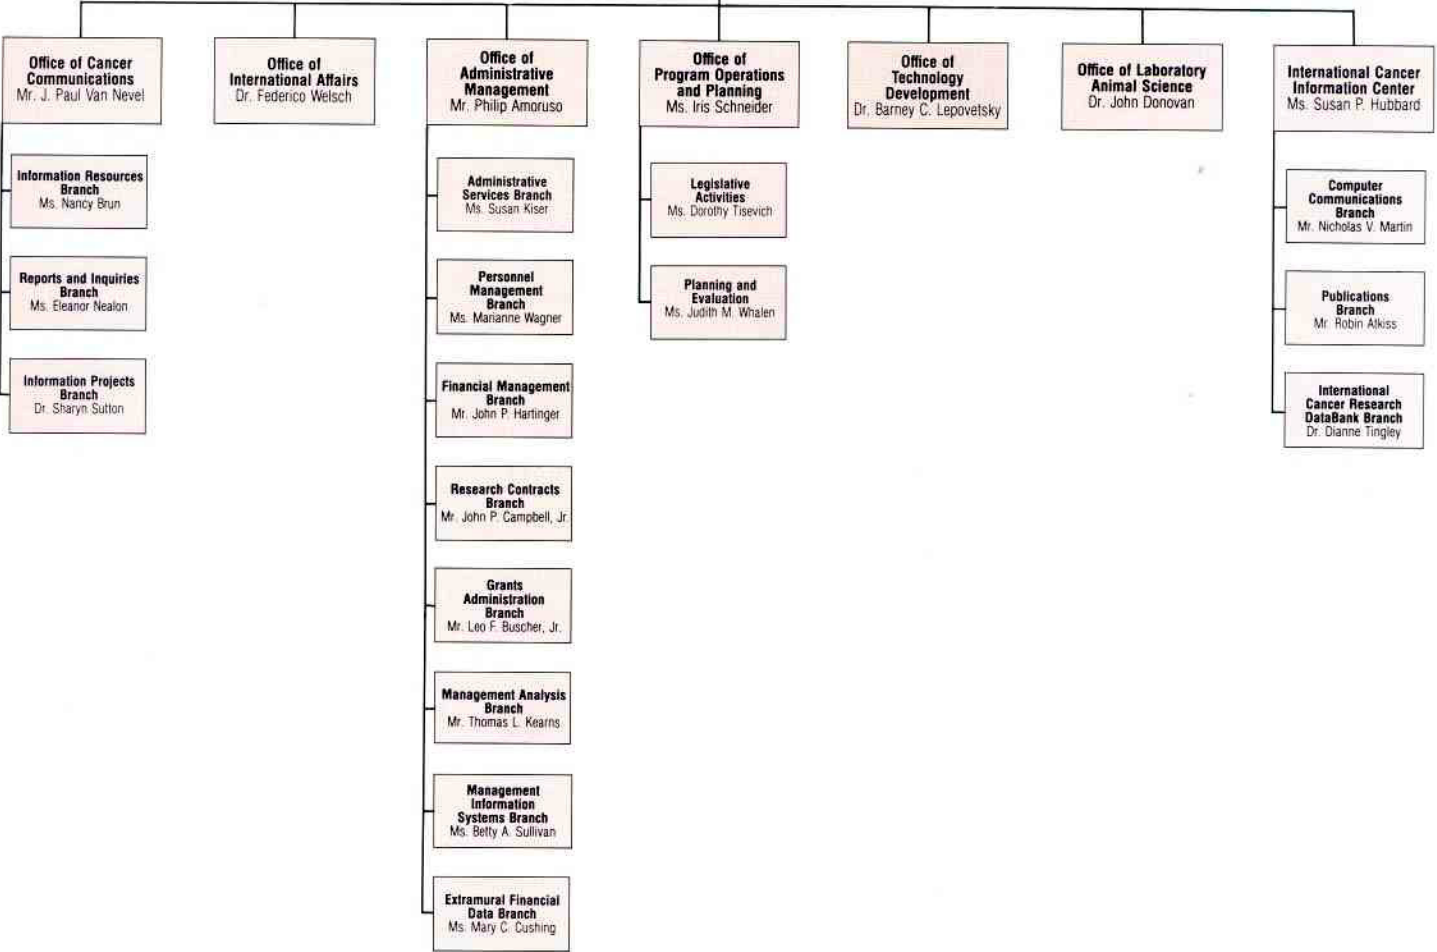 Office of Cancer
Communications
Mr. J. Paul Van Nevel
Office of
International Affairs
Dr. Federico Welsch
Office of
Administrative
Management
Mr. Philip Amoruso
Office of
Program Operations
and Planning
Ms. Iris Schneider
Office of
Technology
Development
Dr. Barney C. Lepovetsky
Office of Laboratory
Animal Science
Dr. John Donovan
International Cancer
Information Center
Ms. Susan P. Hubbard
Information Resources
Branch
Ms. Nancy Brun
Reports and Inquiries
Branch
Ms. Eleanor Nealon
Information Projects
Branch
Dr. Sharyn Sutton
Administrative
Services Branch
Ms. Susan Kiser
Personnel
Management
Branch
Ms. Marianne Wagner
Financial Management
Branch
Mr. John P. Hartinger
Research Contracts
Branch
Mr. John P. Campbell, Jr.
Grants
Administration
Branch
Mr. Leo F. Buscher, Jr.
Management Analysis
Branch
Mr. Thomas L. Kearns
Management
Information
Systems Branch
Ms. Betty A. Sullivan
Extramural Financial
Data Branch
Ms. Mary C. Cushing
Legislative
Activities
Ms. Dorothy Tisevich
Planning and
Evaluation
Ms. Judith M. Whalen
Computer
Communications
Branch
Mr. Nicholas V. Martin
Publications
Branch
Mr. Robin Atkiss
International
Cancer Research
DataBank Branch
Dr. Dianne Tingley